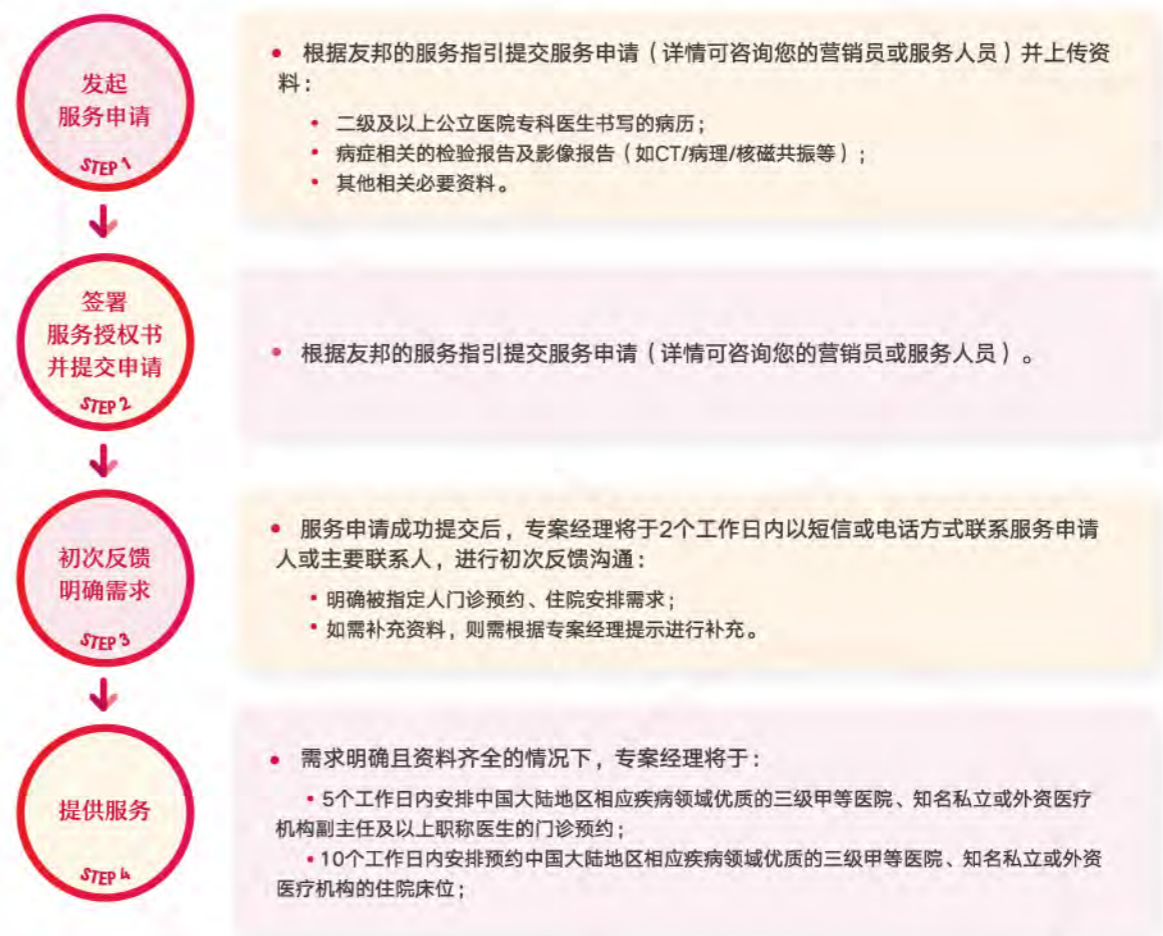 发起
服务申请
STEP 1
• 根据友邦的服务指引提交服务申请（详情可咨询您的营销员或服务人员）并上传资
料：
• 二级及以上公立医院专科医生书写的病历；
• 病症相关的检验报告及影像报告（如CT/病理/核磁共振等）；
• 其他相关必要资料。
签署
服务授权书
并提交申请
STEP 2
• 根据友邦的服务指引提交服务申请（详情可咨询您的营销员或服务人员）。
初次反馈
明确需求
STEP 3
• 服务申请成功提交后，专案经理将于2个工作日内以短信或电话方式联系服务申请
人或主要联系人，进行初次反馈沟通：
• 明确被指定人门诊预约、住院安排需求；
• 如需补充资料，则需根据专案经理提示进行补充。
提供服务
STEP 4
• 需求明确且资料齐全的情况下，专案经理将于：
• 5个工作日内安排中国大陆地区相应疾病领域优质的三级甲等医院、知名私立或外资医疗
机构副主任及以上职称医生的门诊预约；
• 10个工作日内安排预约中国大陆地区相应疾病领域优质的三级甲等医院、知名私立或外资
医疗机构的住院床位；